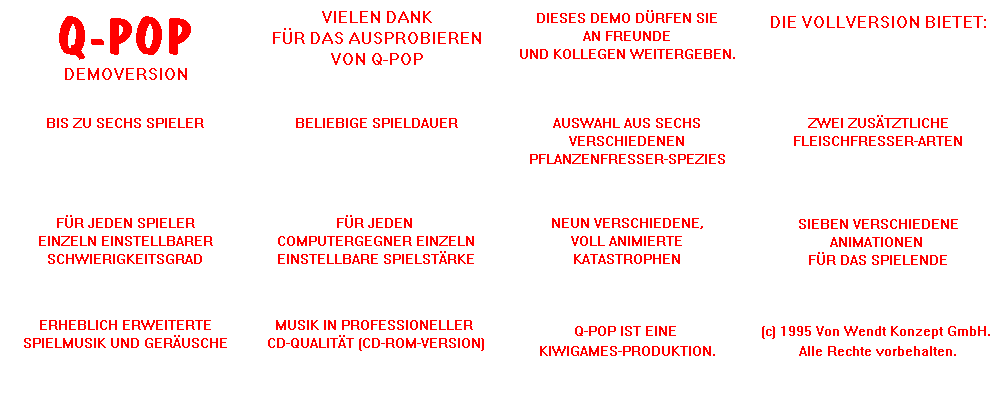 Q-POP
DEMOVERSION
VIELEN DANK
FÜR DAS AUSPROBIEREN
VON Q-POP
DIESES DEMO DÜRFEN SIE
AN FREUNDE
UND KOLLEGEN WEITERGEBEN.
DIE VOLLVERSION BIETET:
BIS ZU SECHS SPIELER
BELIEBIGE SPIELDAUER
AUSWAHL AUS SECHS
VERSCHIEDENEN
PFLANZENFRESSER-SPEZIES
ZWEI ZUSÄTZTLICHE
FLEISCHFRESSER-ARTEN
FÜR JEDEN SPIELER
EINZELN EINSTELLBARER
SCHWIERIGKEITSGRAD
FÜR JEDEN
COMPUTERGEGNER EINZELN
EINSTELLBARE SPIELSTÄRKE
NEUN VERSCHIEDENE,
VOLL ANIMIERTE
KATASTROPHEN
SIEBEN VERSCHIEDENE
ANIMATIONEN
FÜR DAS SPIELENDE
ERHEBLICH ERWEITERTE
SPIELMUSIK UND GERÄUSCHE
MUSIK IN PROFESSIONELLER
CD-QUALITÄT (CD-ROM-VERSION)
Q-POP IST EINE
KIWIGAMES-PRODUKTION.
(c) 1995 Von Wendt Konzept GmbH.
Alle Rechte vorbehalten.